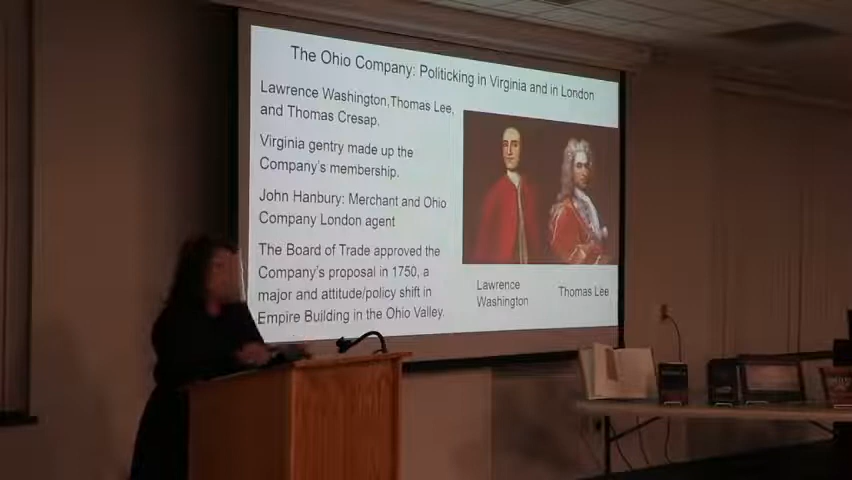 The Ohio Company: Politicking in Virginia and in London
Lawrence Washington,Thomas Lee,
and Thomas Cresap.
Virginia gentry made up the
Company's membership.
John Hanbury: Merchant and Ohio
Company London agent
The Board of Trade approved the
Company's proposal in 1750, a
major and attitude/policy shift in
Empire Building in the Ohio Valley.
Lawrence
Washington
Thomas Lee